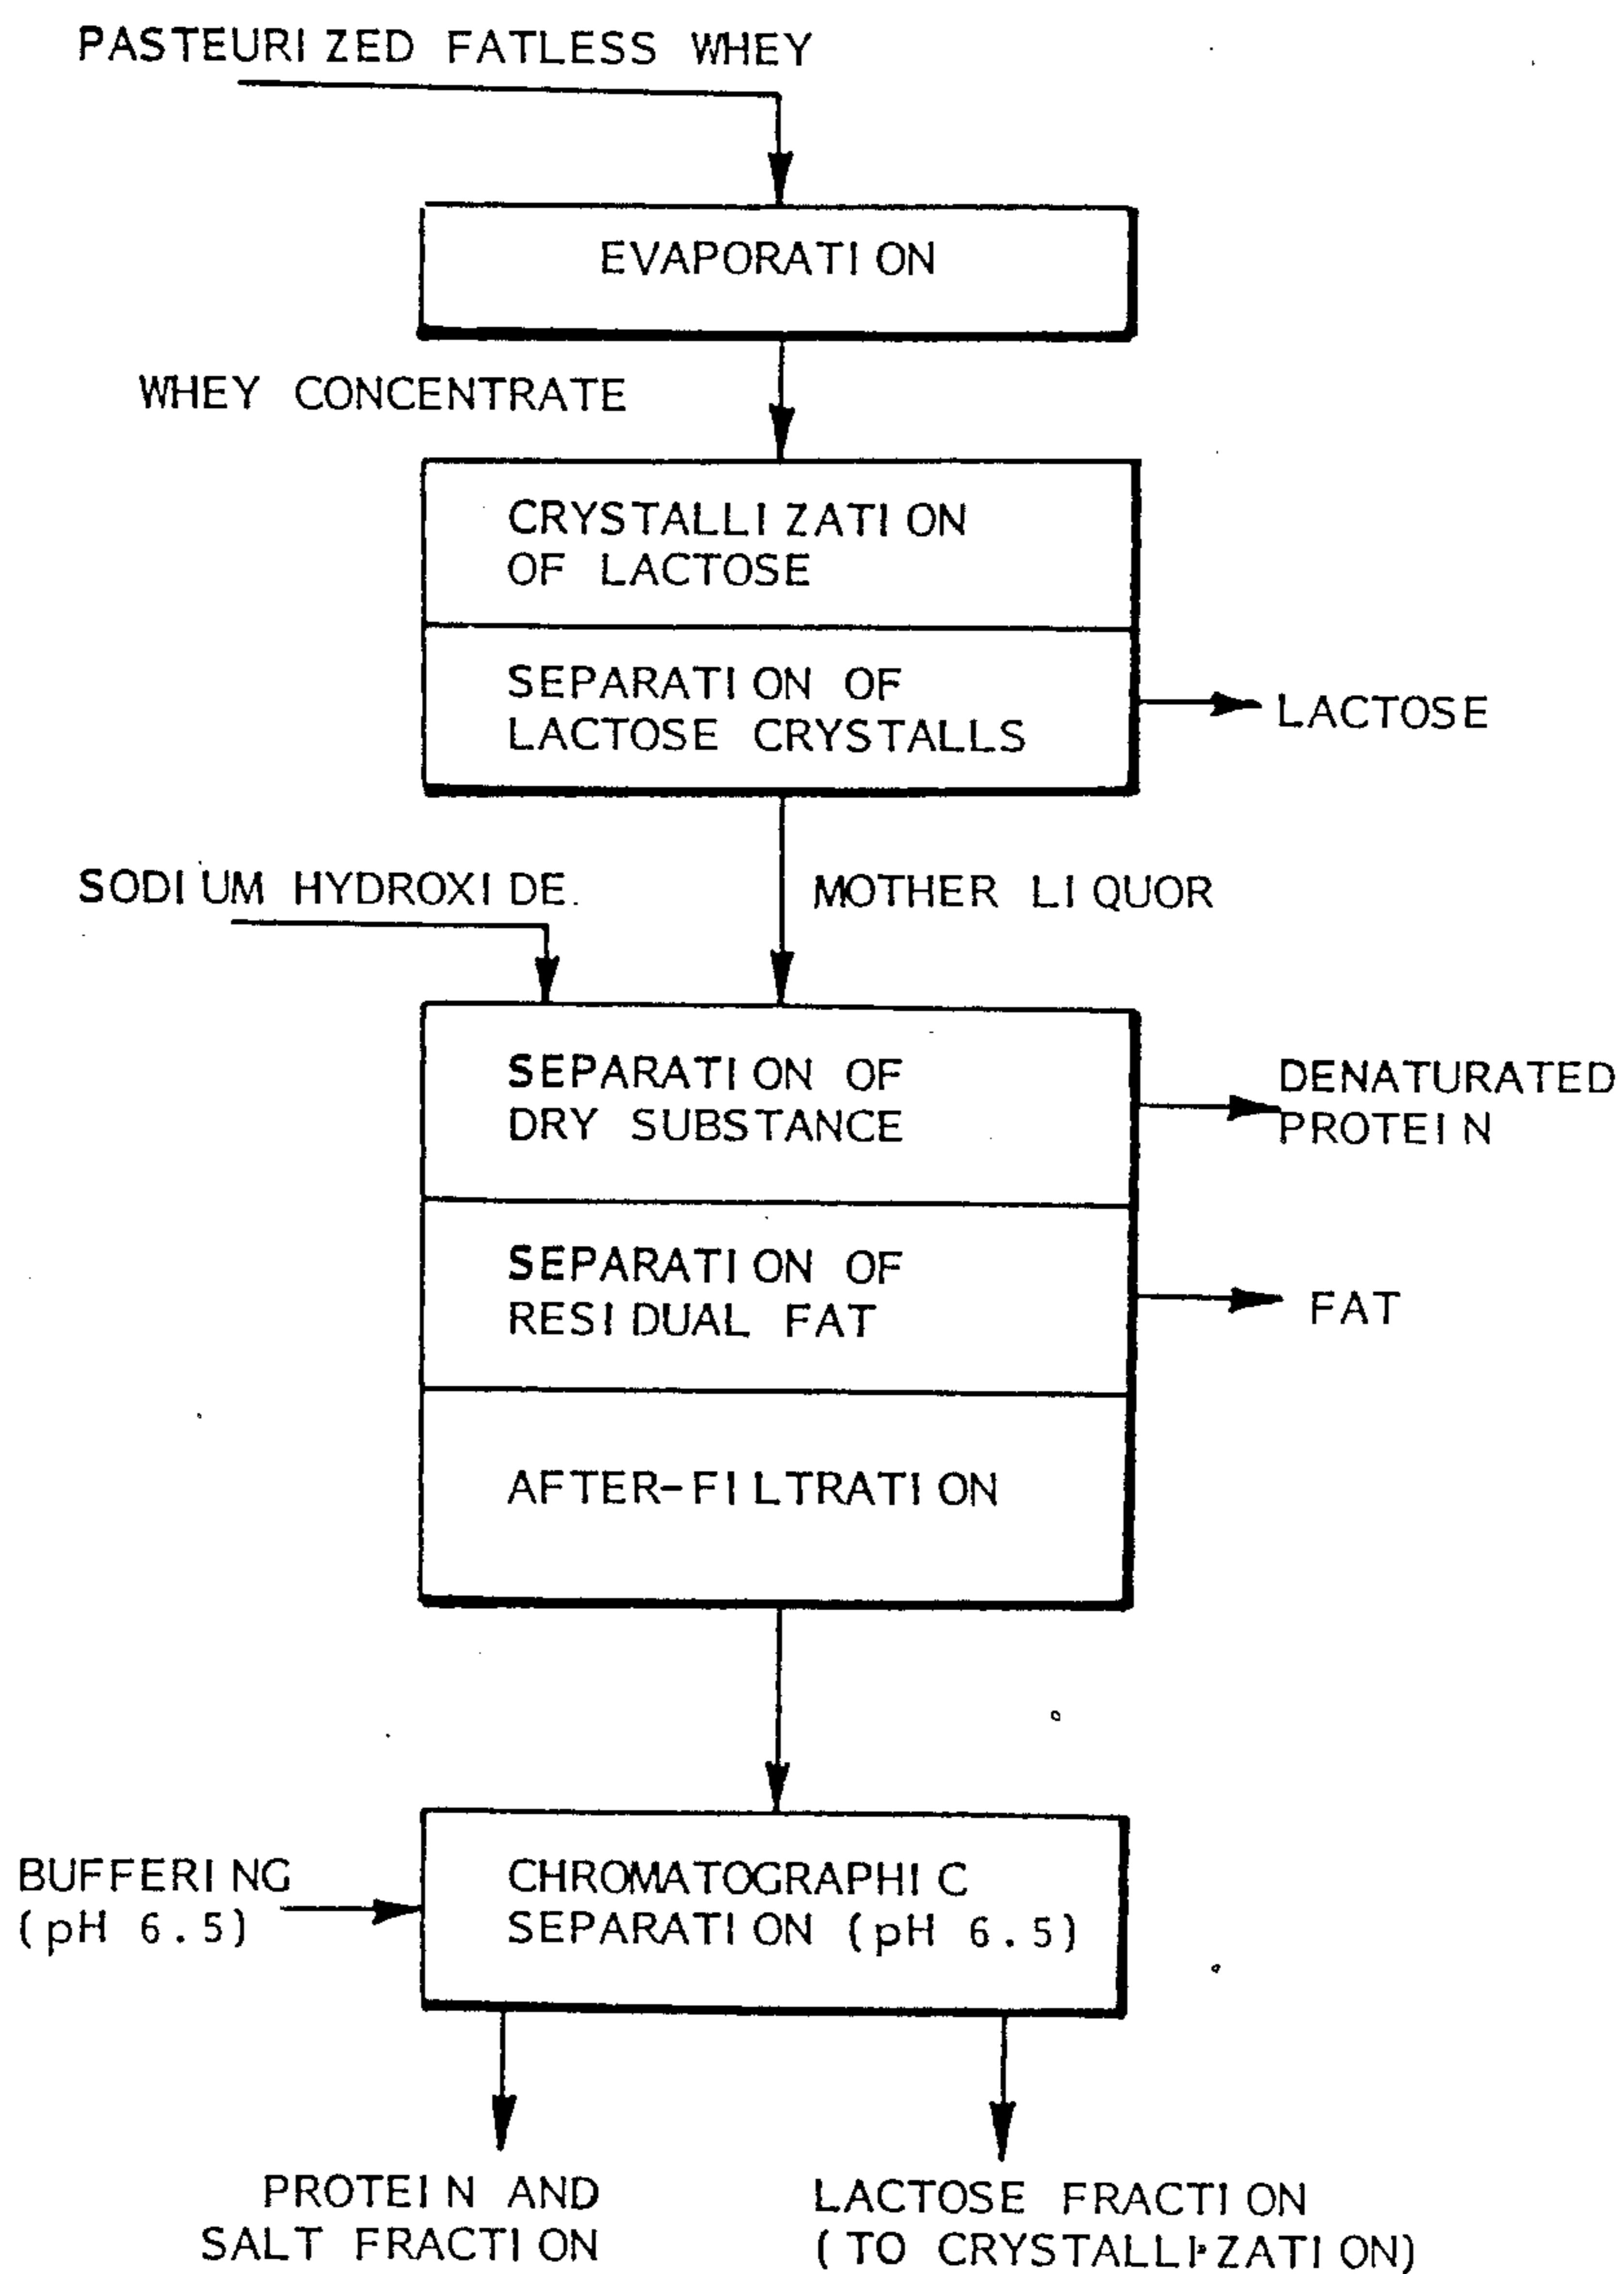 PASTEURIZED FATLESS WHEY
EVAPORATION
WHEY CONCENTRATE
CRYSTALLIZATION
OF LACTOSE
SEPARATION OF
LACTOSE CRYSTALLS
LACTOSE
SODIUM HYDROXIDE.
MOTHER LIQUOR
SEPARATION OF
DRY SUBSTANCE
DENATURATED
PROTEIN
SEPARATION OF
RESIDUAL FAT
FAT
AFTER-FILTRATION
BUFFERING
(pH 6.5)
CHROMATOGRAPHIC
SEPARATION (pH 6.5)
PROTEIN AND
SALT FRACTION
LACTOSE FRACTION
(TO CRYSTALLIZATION)